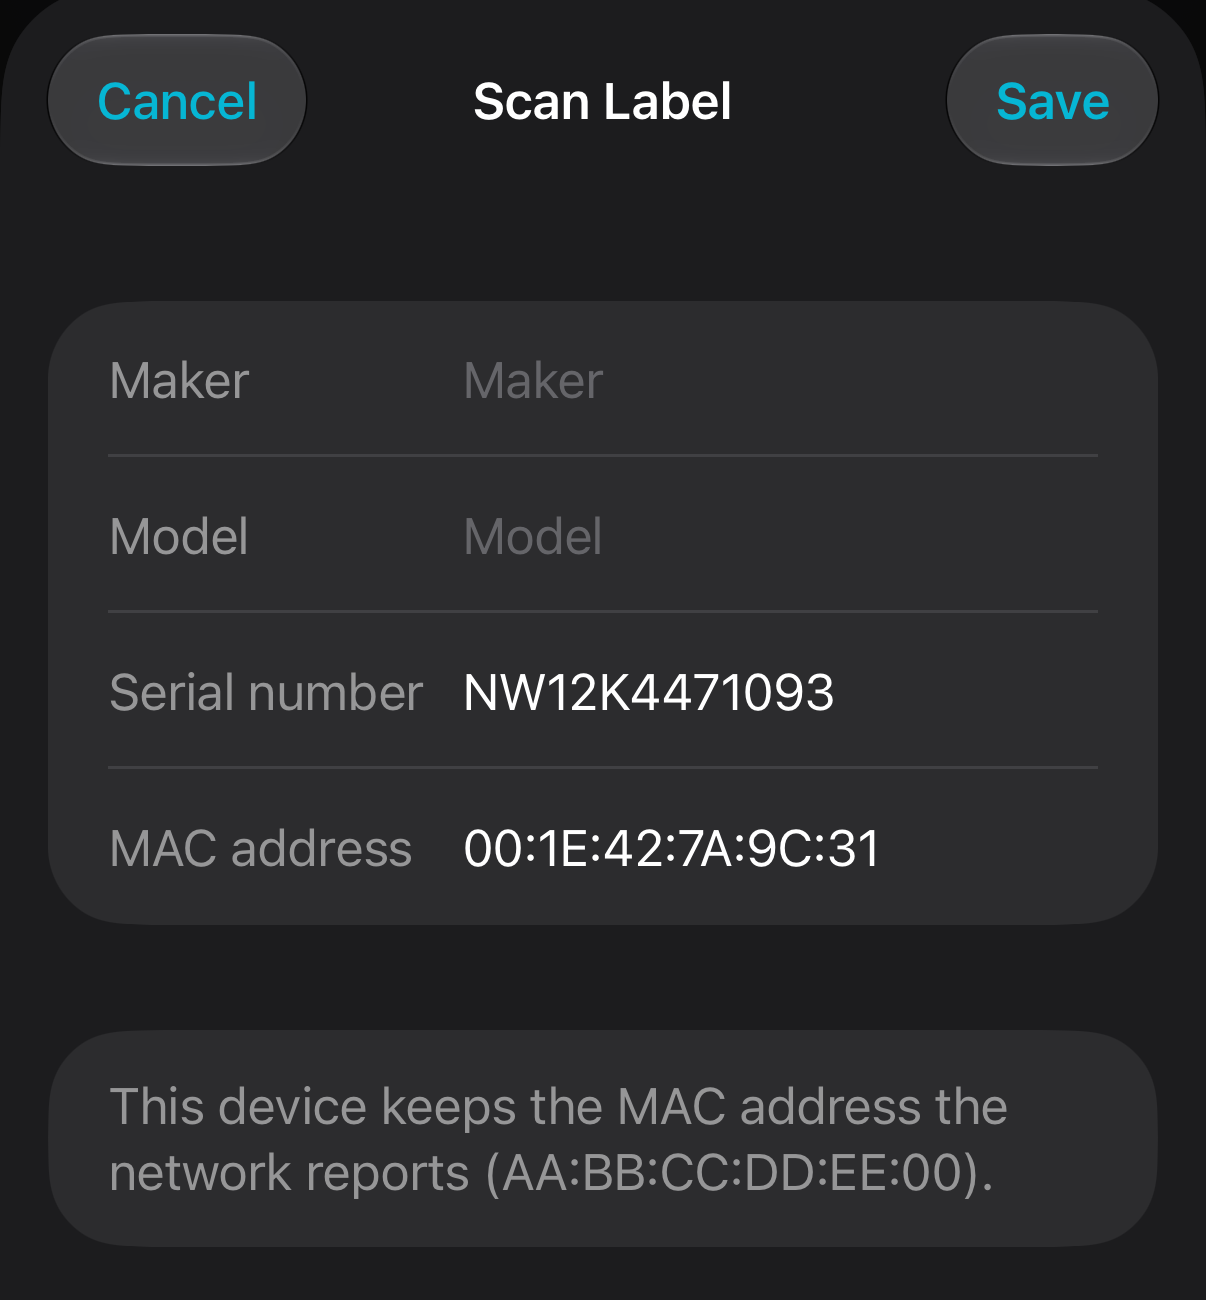 Cancel
Scan Label
Save
Maker
Maker
Model
Model
Serial number
NW12K4471093
MAC address
00:1E:42:7A:9C:31
This device keeps the MAC address the
network reports (AA:BB:CC:DD:EE:00).